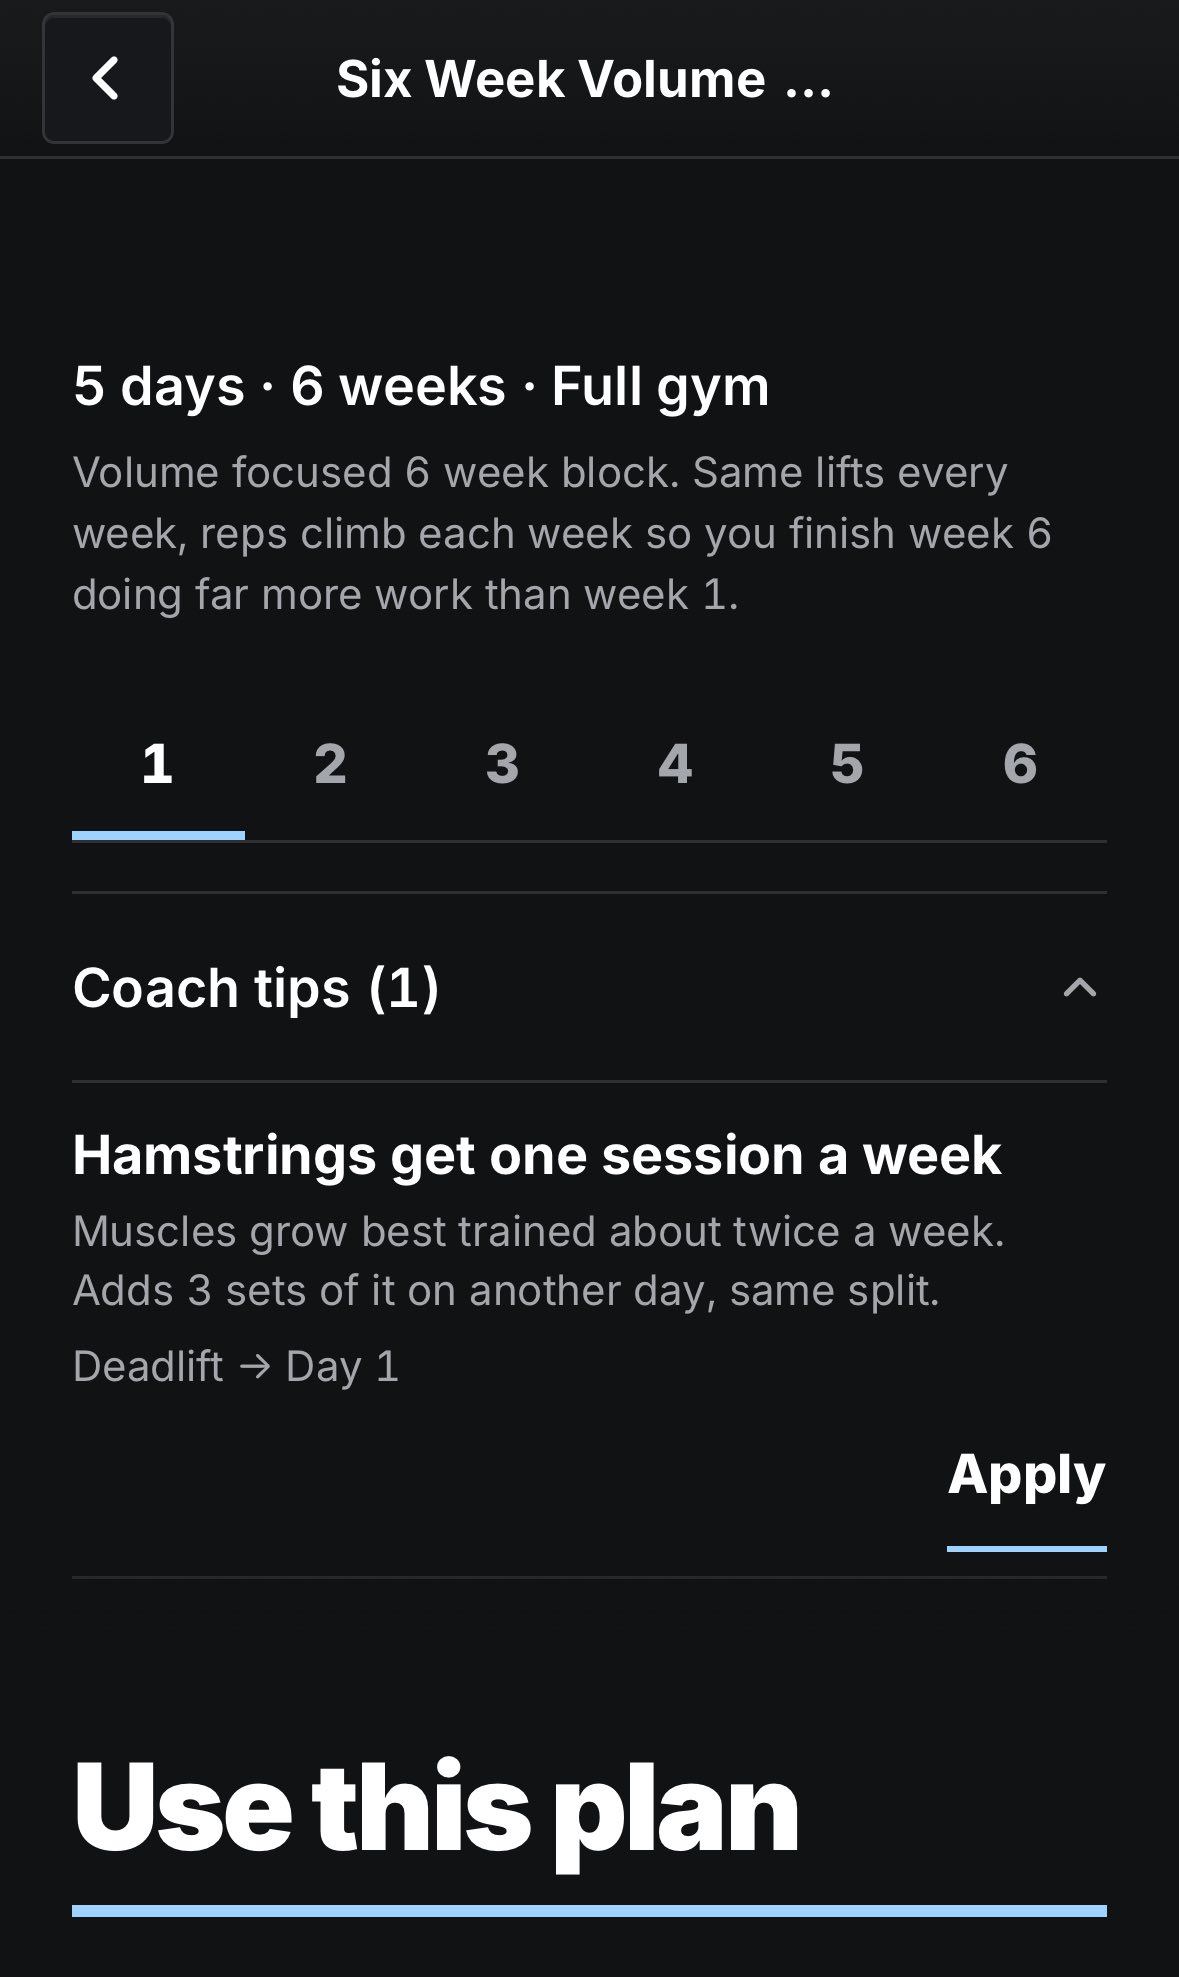 Six Week Volume ...
5 days · 6 weeks · Full gym
Volume focused 6 week block. Same lifts every
week, reps climb each week so you finish week 6
doing far more work than week 1.
1 2 3 4 5 6
Coach tips (1)
Hamstrings get one session a week
Muscles grow best trained about twice a week.
Adds 3 sets of it on another day, same split.
Deadlift → Day 1
Apply
Use this plan